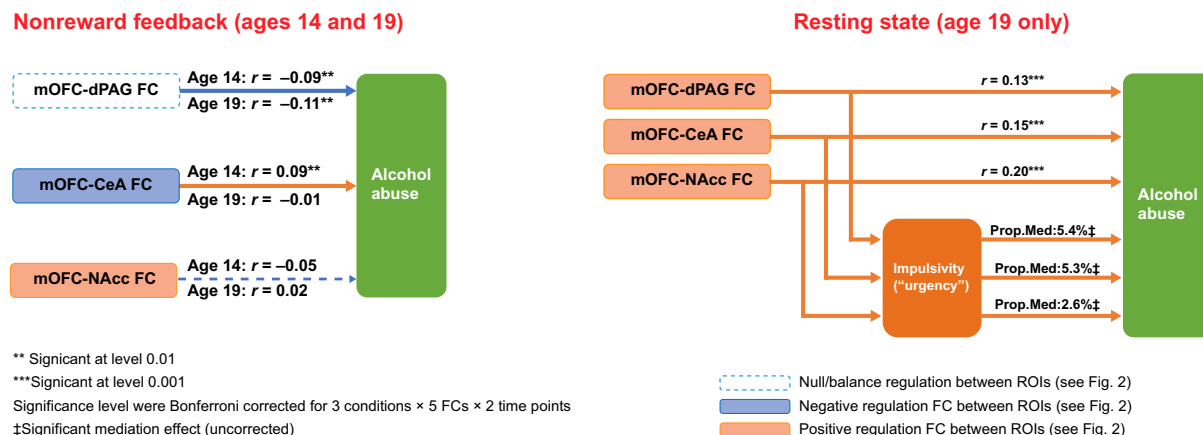 Nonreward feedback (ages 14 and 19)
mOFC-dPAG FC
Age 14: r = –0.09**
Age 19: r = –0.11**
mOFC-CeA FC
Age 14: r = 0.09**
Age 19: r = –0.01
mOFC-NAcc FC
Age 14: r = –0.05
Age 19: r = 0.02
Alcohol
abuse
** Signicant at level 0.01
***Signicant at level 0.001
Significance level were Bonferroni corrected for 3 conditions × 5 FCs × 2 time points
‡Significant mediation effect (uncorrected)
Resting state (age 19 only)
mOFC-dPAG FC
r = 0.13***
mOFC-CeA FC
r = 0.15***
mOFC-NAcc FC
r = 0.20***
Impulsivity
(“urgency”)
Prop.Med:5.4%‡
Prop.Med:5.3%‡
Prop.Med:2.6%‡
Alcohol
abuse
Null/balance regulation between ROIs (see Fig. 2)
Negative regulation FC between ROIs (see Fig. 2)
Positive regulation FC between ROIs (see Fig. 2)